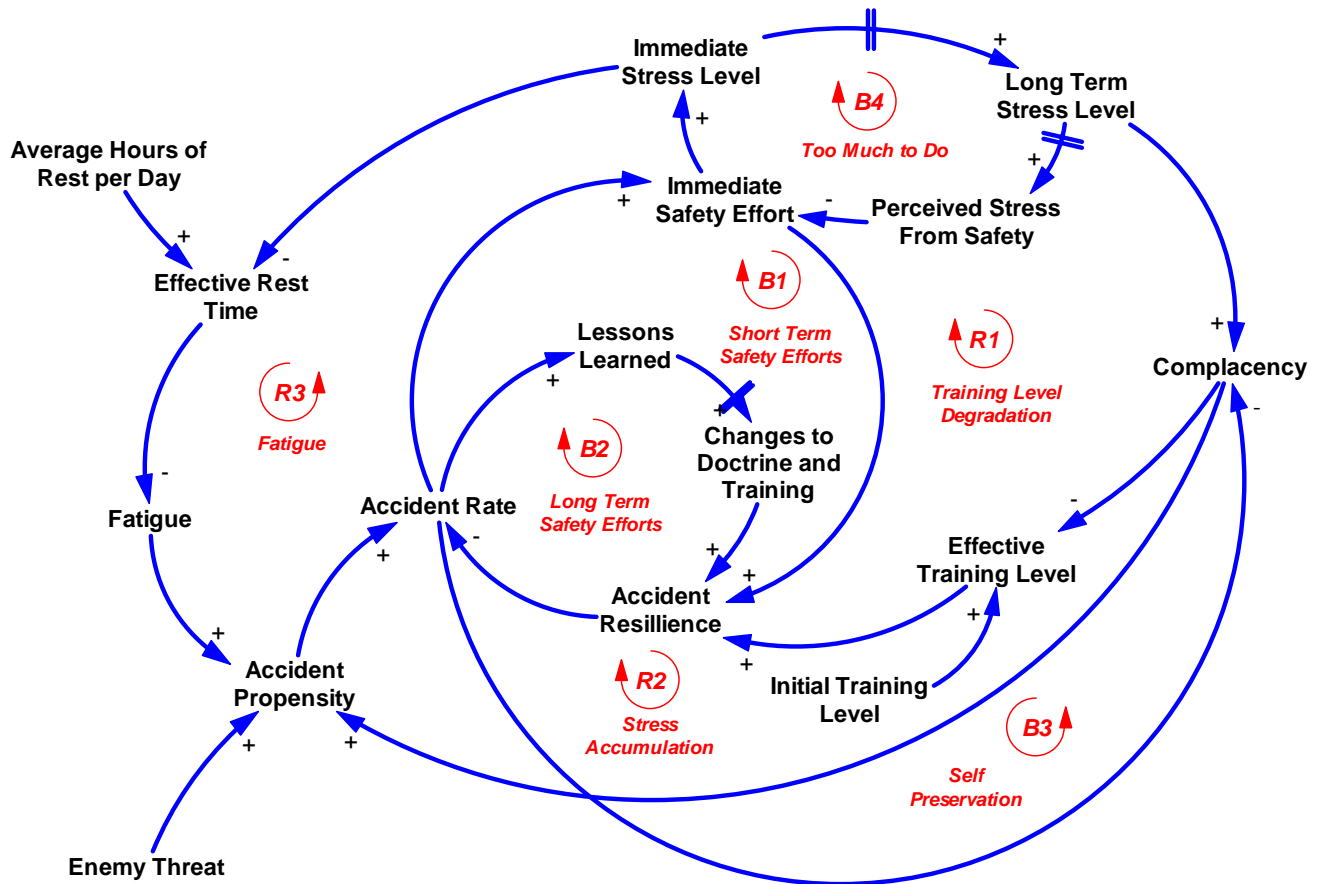 Immediate
Stress Level
+
Long Term
Stress Level
B4
Too Much to Do
+
+
Average Hours of
Rest per Day
+
Immediate
Safety Effort
-
Perceived Stress
From Safety
+
-
Effective Rest
Time
B1
Short Term
Safety Efforts
R1
Training Level
Degradation
+
Complacency
-
Lessons
Learned
+
+
R3
Fatigue
Changes to
Doctrine and
Training
B2
Long Term
Safety Efforts
-
Fatigue
Accident Rate
+
-
-
Effective
Training Level
+
+
+
Accident
Resillience
+
+
Accident
Propensity
+
+
R2
Stress
Accumulation
Initial Training
Level
B3
Self
Preservation
Enemy Threat